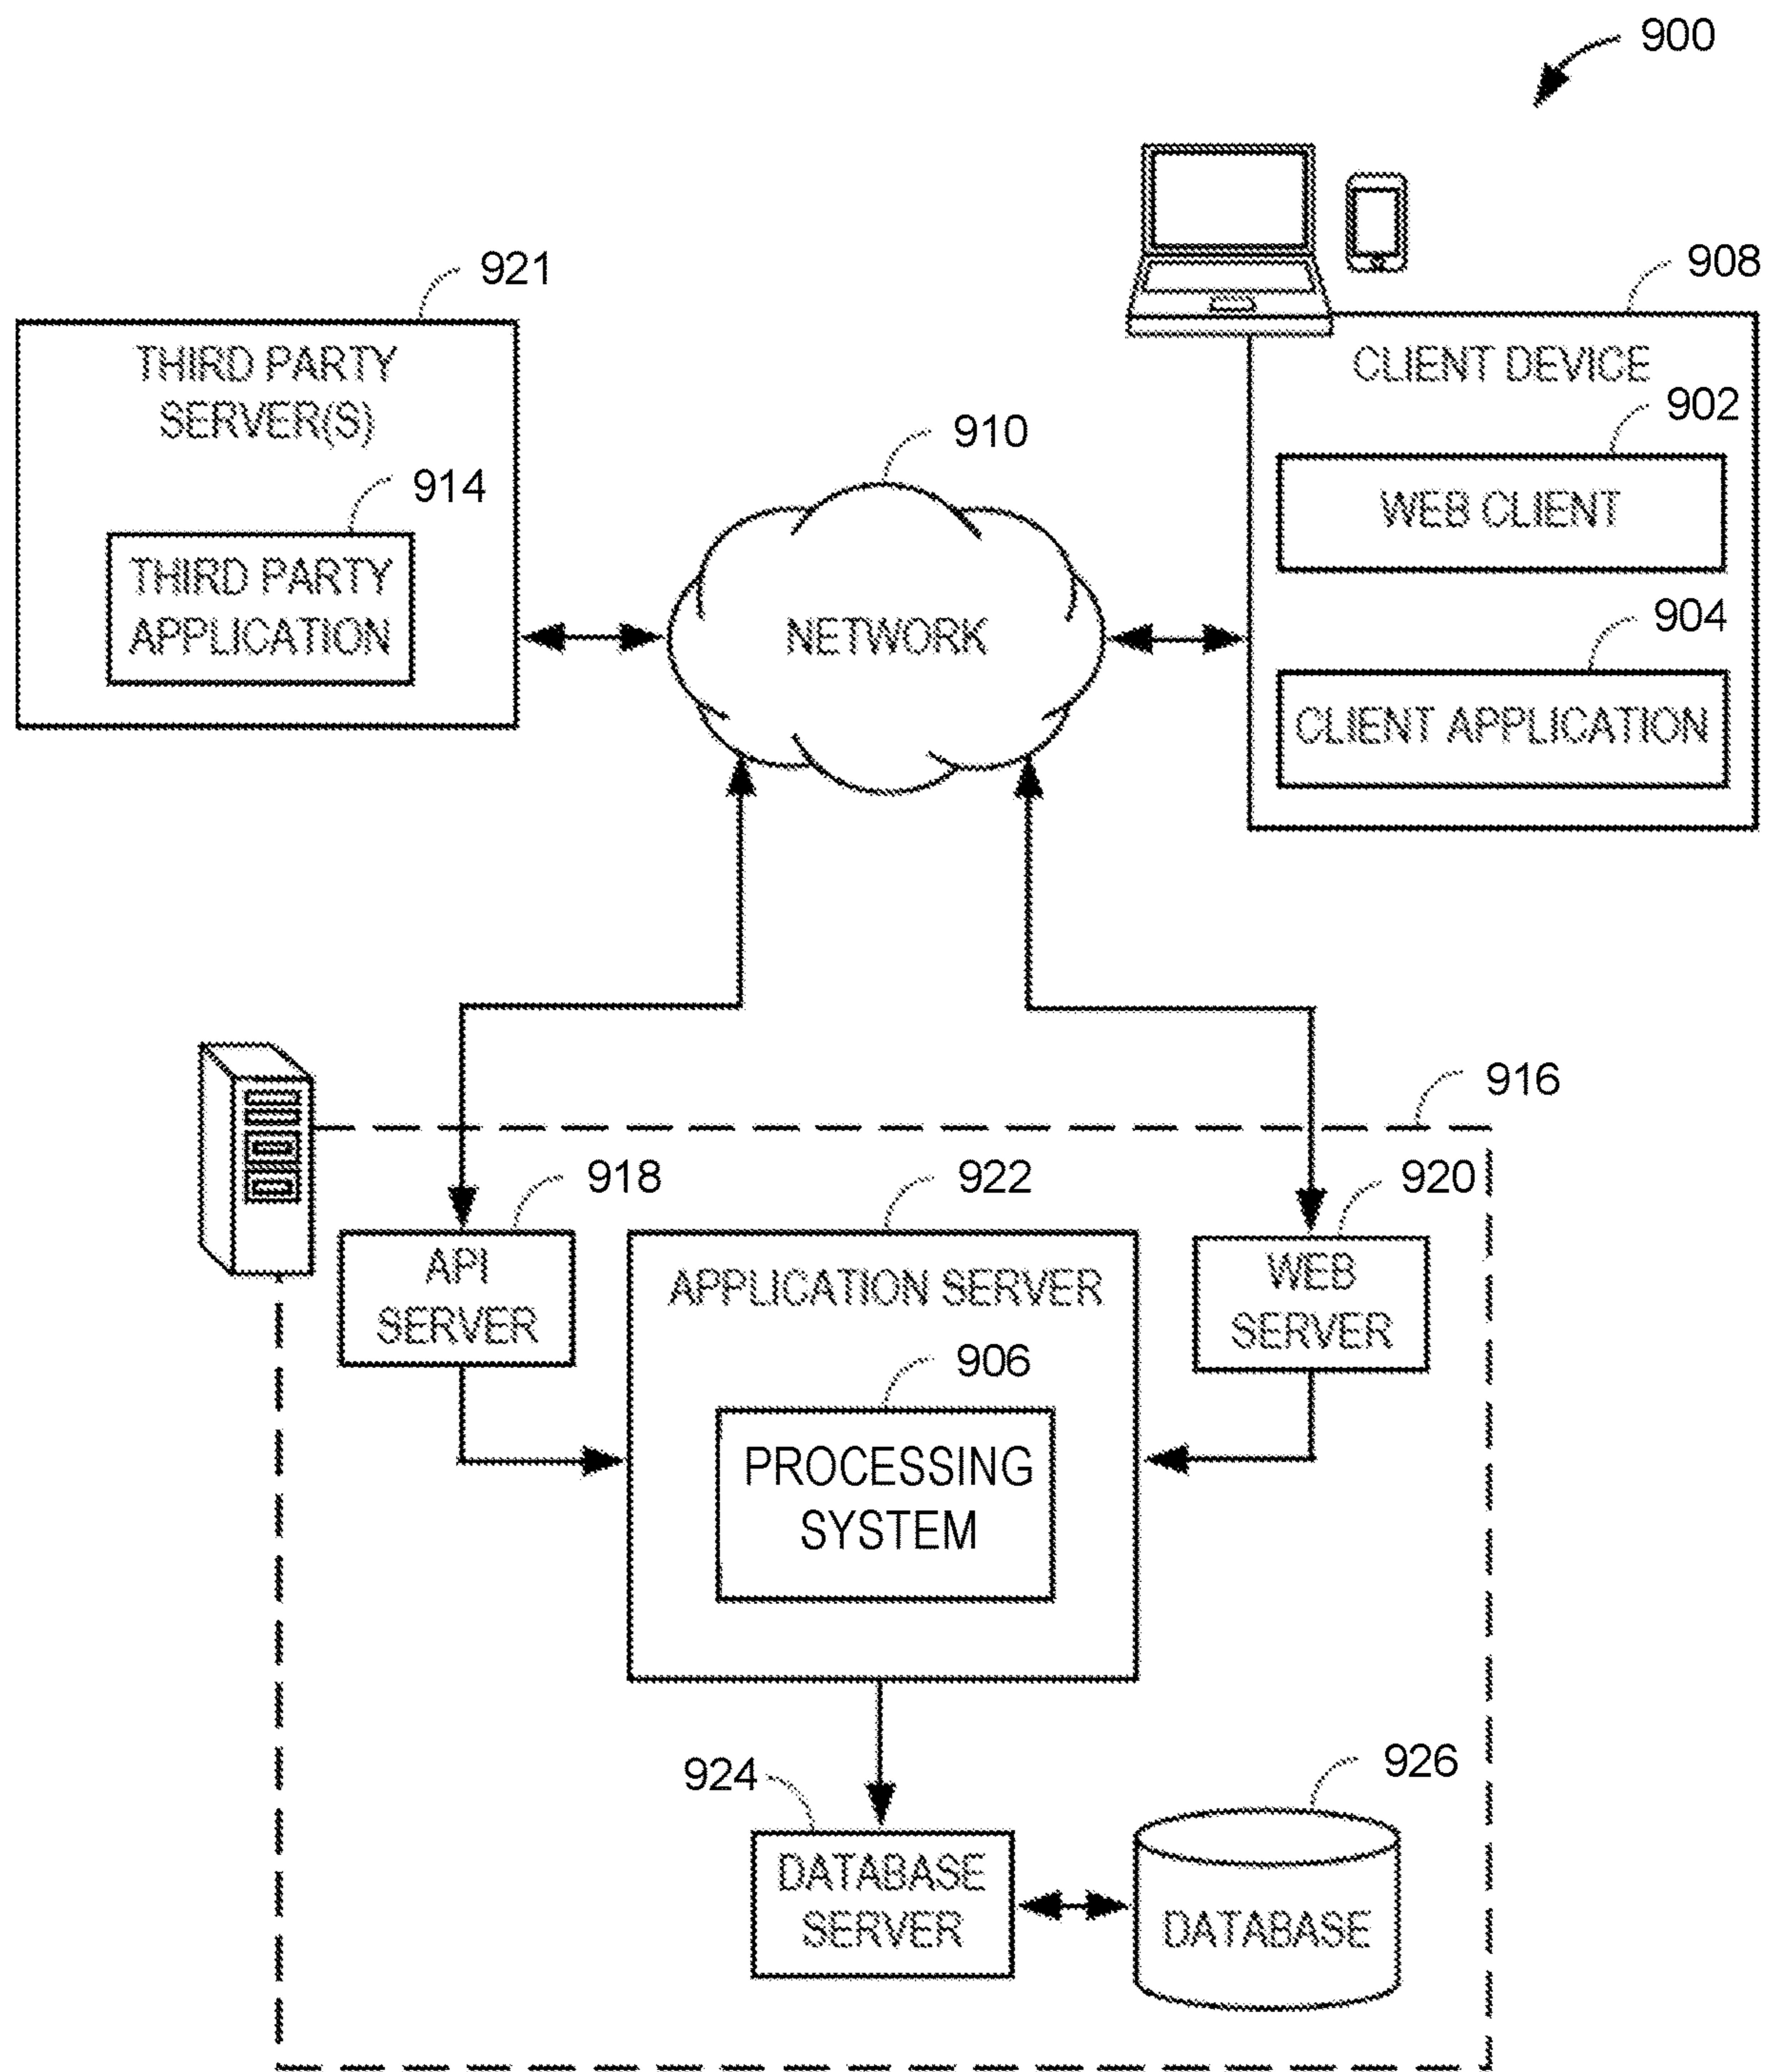 900
921
THIRD PARTY
SERVER(S)
914
THIRD PARTY
APPLICATION
910
NETWORK
908
CLIENT DEVICE
902
WEB CLIENT
904
CLIENT APPLICATION
916
918
API
SERVER
922
APPLICATION SERVER
906
PROCESSING
SYSTEM
920
WEB
SERVER
924
DATABASE
SERVER
926
DATABASE